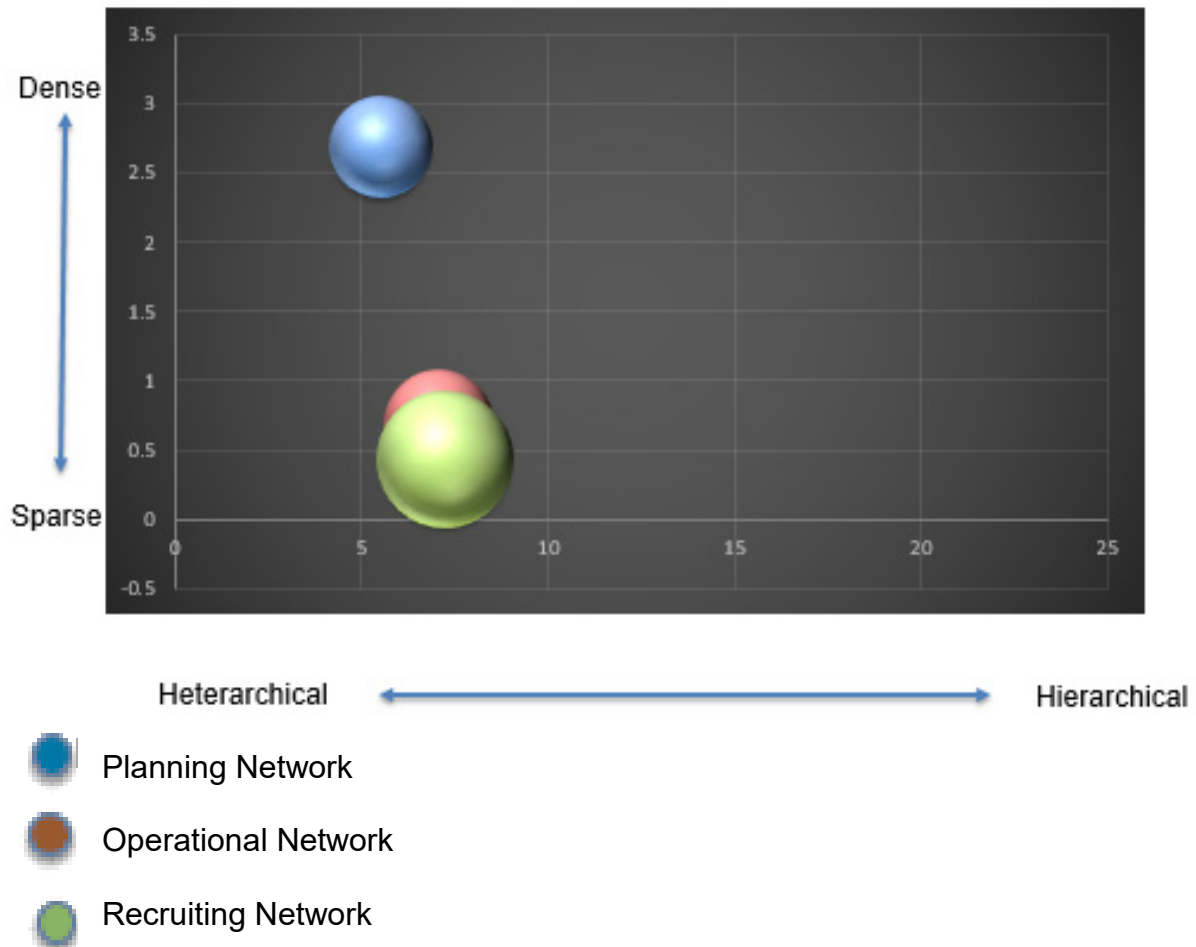 3.5
Dense
3
2.5
2
1.5
1
0.5
Sparse
0
0 5 10 15 20 25
-0.5
Heterarchical Hierarchical
Planning Network
Operational Network
Recruiting Network